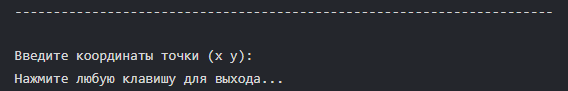 ----------------------------------------------------------------------
Введите координаты точки (x y):
Нажмите любую клавишу для выхода...